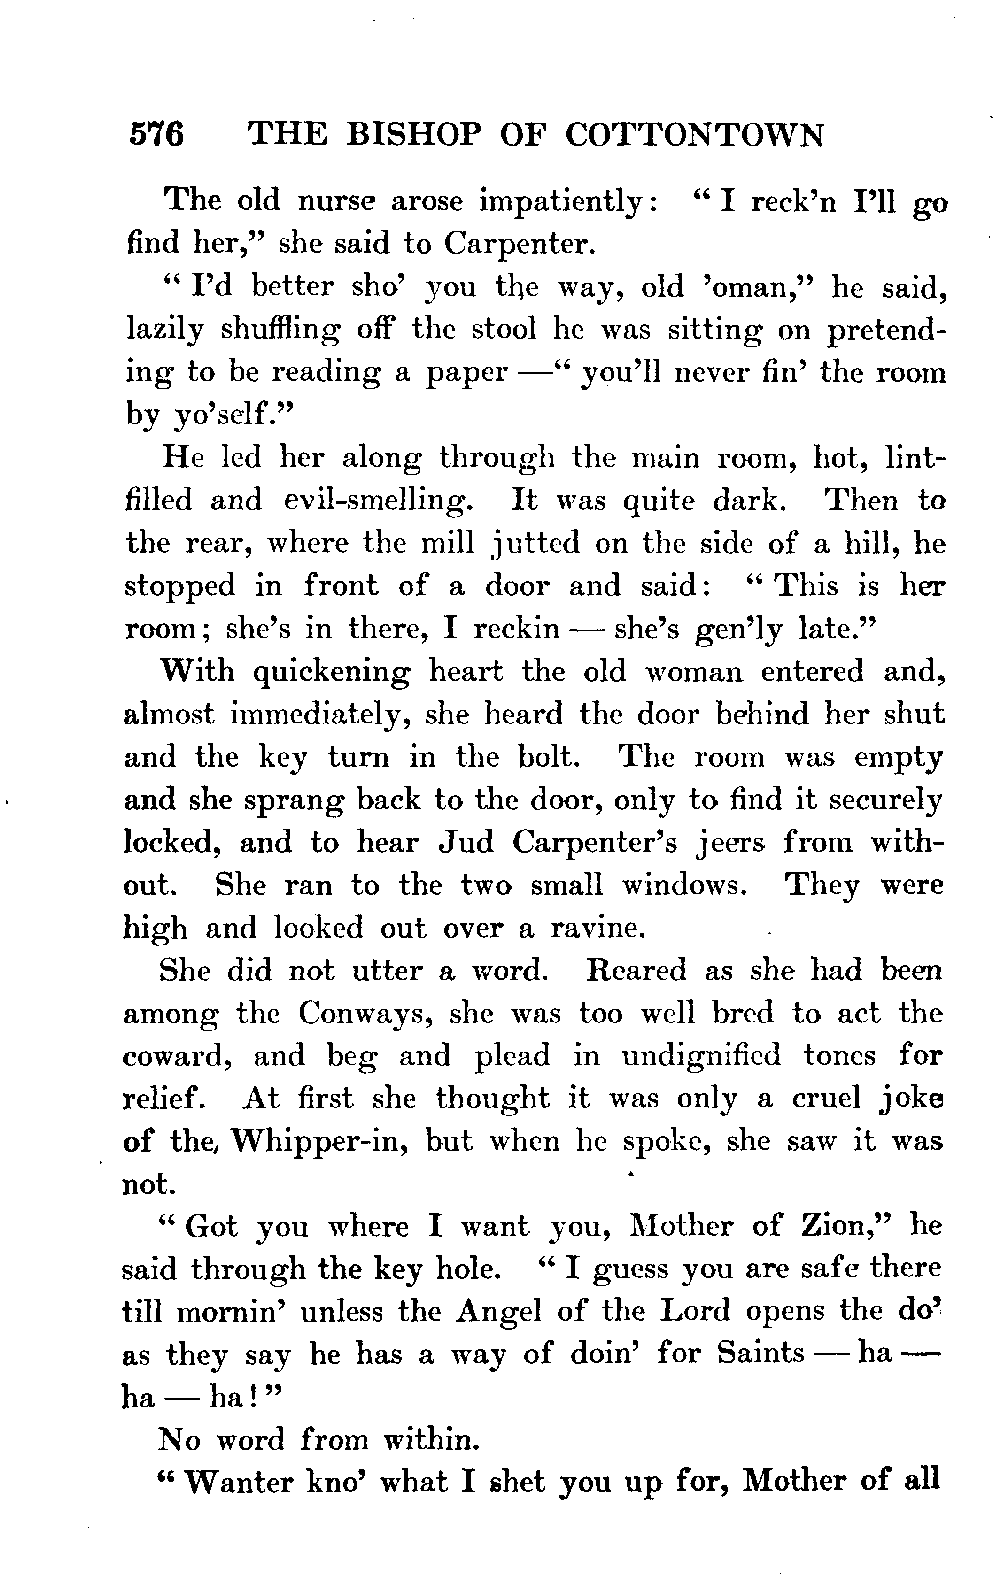 576 THE BISHOP OF COTTONTOWN
The old nurse arose impatiently: “ I reck’n I’ll go
find her,” she said to Carpenter.
“ I’d better sho’ you the way, old ’oman,” he said,
lazily shuffling off the stool he was sitting on pretend-
ing to be reading a paper —“ you’ll never fin’ the room
by yo’self.”
He led her along through the main room, hot, lint-
filled and evil-smelling. It was quite dark. Then to
the rear, where the mill jutted on the side of a hill, he
stopped in front of a door and said: “ This is her
room; she’s in there, I reckin — she’s gen’ly late.”
With quickening heart the old woman entered and,
almost immediately, she heard the door behind her shut
and the key turn in the bolt. The room was empty
and she sprang back to the door, only to find it securely
locked, and to hear Jud Carpenter’s jeers from with-
out. She ran to the two small windows. They were
high and looked out over a ravine.
She did not utter a word. Reared as she had been
among the Conways, she was too well bred to act the
coward, and beg and plead in undignified tones for
relief. At first she thought it was only a cruel joke
of the, Whipper-in, but when he spoke, she saw it was
not.
“ Got you where I want you, Mother of Zion,” he
said through the key hole. “ I guess you are safe there
till mornin’ unless the Angel of the Lord opens the do’
as they say he has a way of doin’ for Saints — ha —
ha — ha! ”
No word from within.
“ Wanter kno’ what I shet you up for, Mother of all